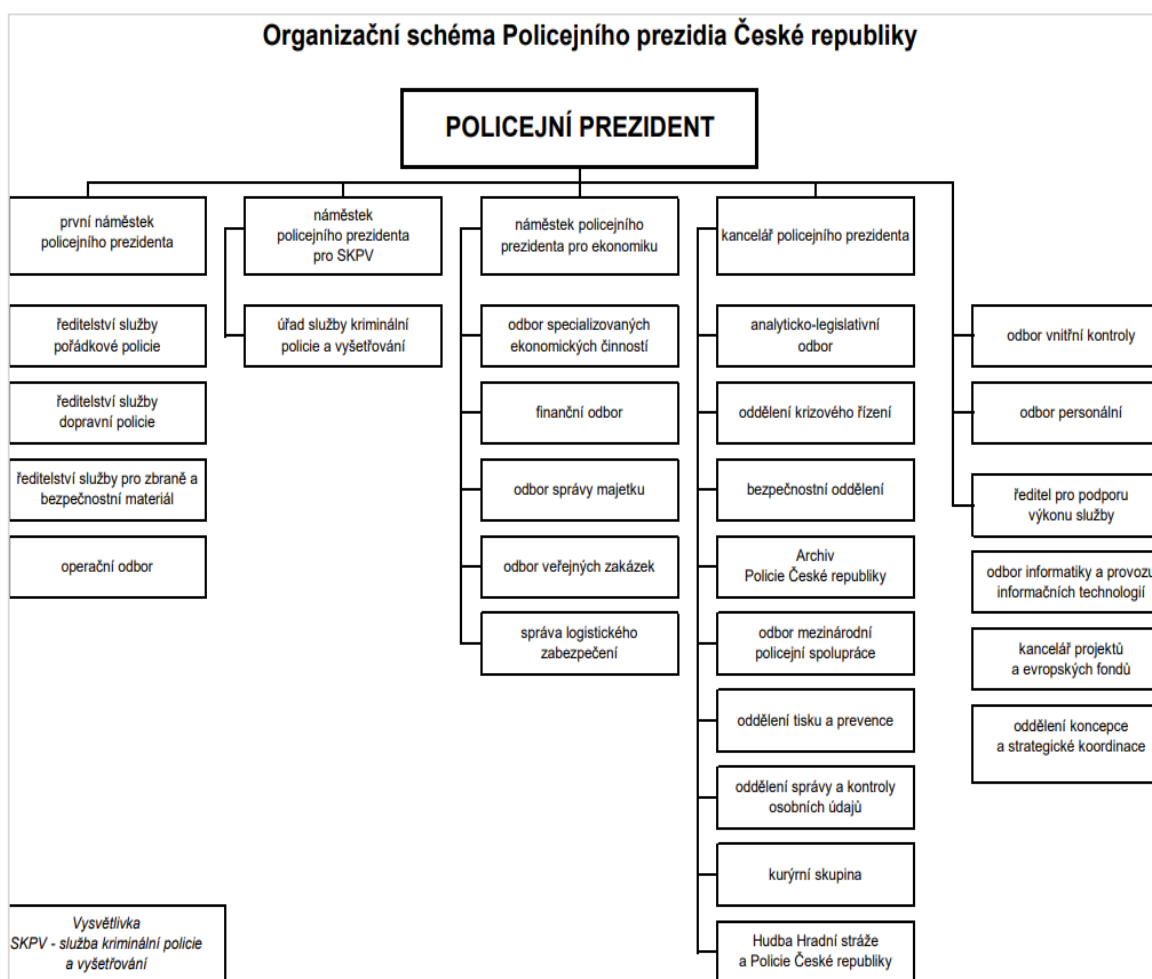 Organizační schéma Policejního prezidia České republiky
POLICEJNÍ PREZIDENT
první náměstek
policejního prezidenta
ředitelství služby
pořádkové policie
ředitelství služby
dopravní policie
ředitelství služby pro zbraně a
bezpečnostní materiál
operační odbor
náměstek
policejního prezidenta
pro SKPV
úřad služby kriminální
policie a vyšetřování
náměstek policejního
prezidenta pro ekonomiku
odbor specializovaných
ekonomických činností
finanční odbor
odbor správy majetku
odbor veřejných zakázek
správa logistického
zabezpečení
kancelář policejního prezidenta
analyticko-legislativní
odbor
oddělení krizového řízení
bezpečnostní oddělení
Archiv
Policie České republiky
odbor mezinárodní
policejní spolupráce
oddělení tisku a prevence
oddělení správy a kontroly
osobních údajů
kurýrní skupina
Hudba Hradní stráže
a Policie České republiky
odbor vnitřní kontroly
odbor personální
ředitel pro podporu
výkonu služby
odbor informatiky a provozu
informačních technologií
kancelář projektů
a evropských fondů
oddělení koncepce
a strategické koordinace
Vysvětlivka
SKPV - služba kriminální policie
a vyšetřování